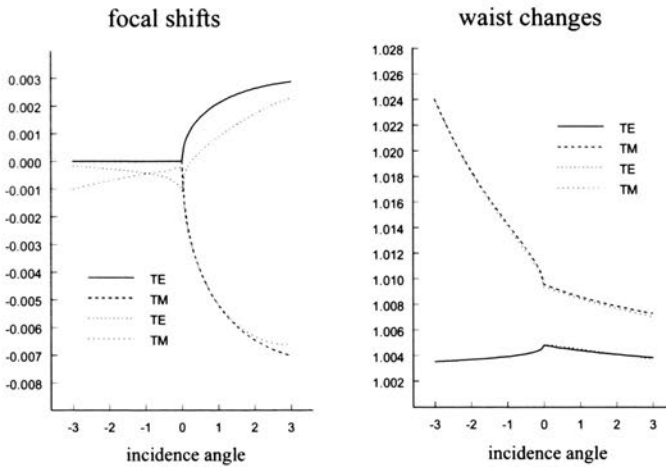 focal shifts
0.003
0.002
0.001
0.000
-0.001
-0.001
-0.002
-0.003
-0.004
-0.005
-0.006
-0.007
-0.008
TE
TM
TE
TM
-3 -2 -1 0 1 2 3
incidence angle
waist changes
1.028
1.026
1.024
1.022
1.020
1.018
1.016
1.014
1.012
1.010
1.008
1.006
1.004
1.002
1.000
TE
TM
TE
TM
-3 -2 -1 0 1 2 3
incidence angle